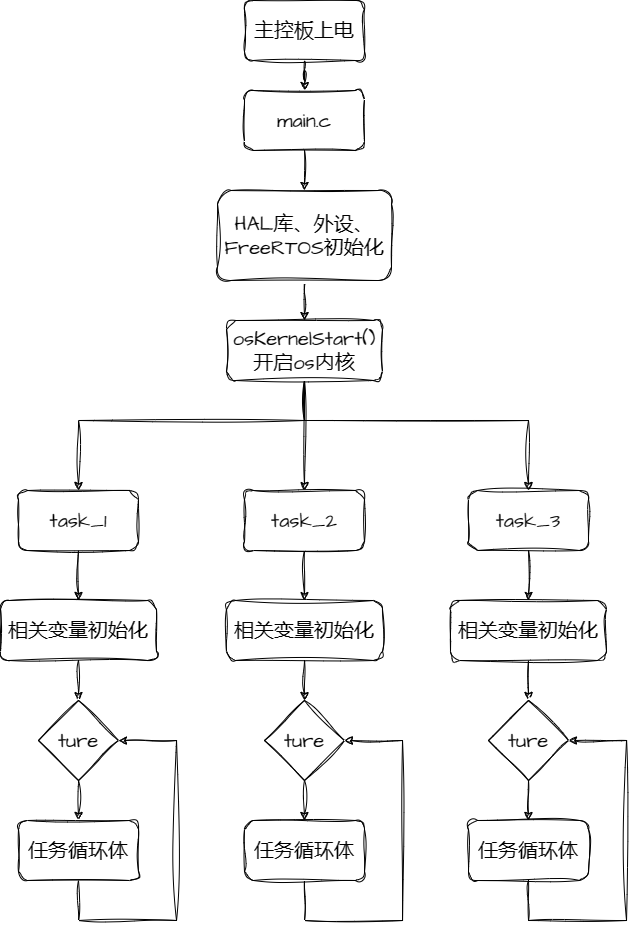 主控板上电
main.c
HAL库、外设、
FreeRTOS初始化
osKernelStart()
开启os内核
task_1
task_2
task_3
相关变量初始化
相关变量初始化
相关变量初始化
ture
ture
ture
任务循环体
任务循环体
任务循环体